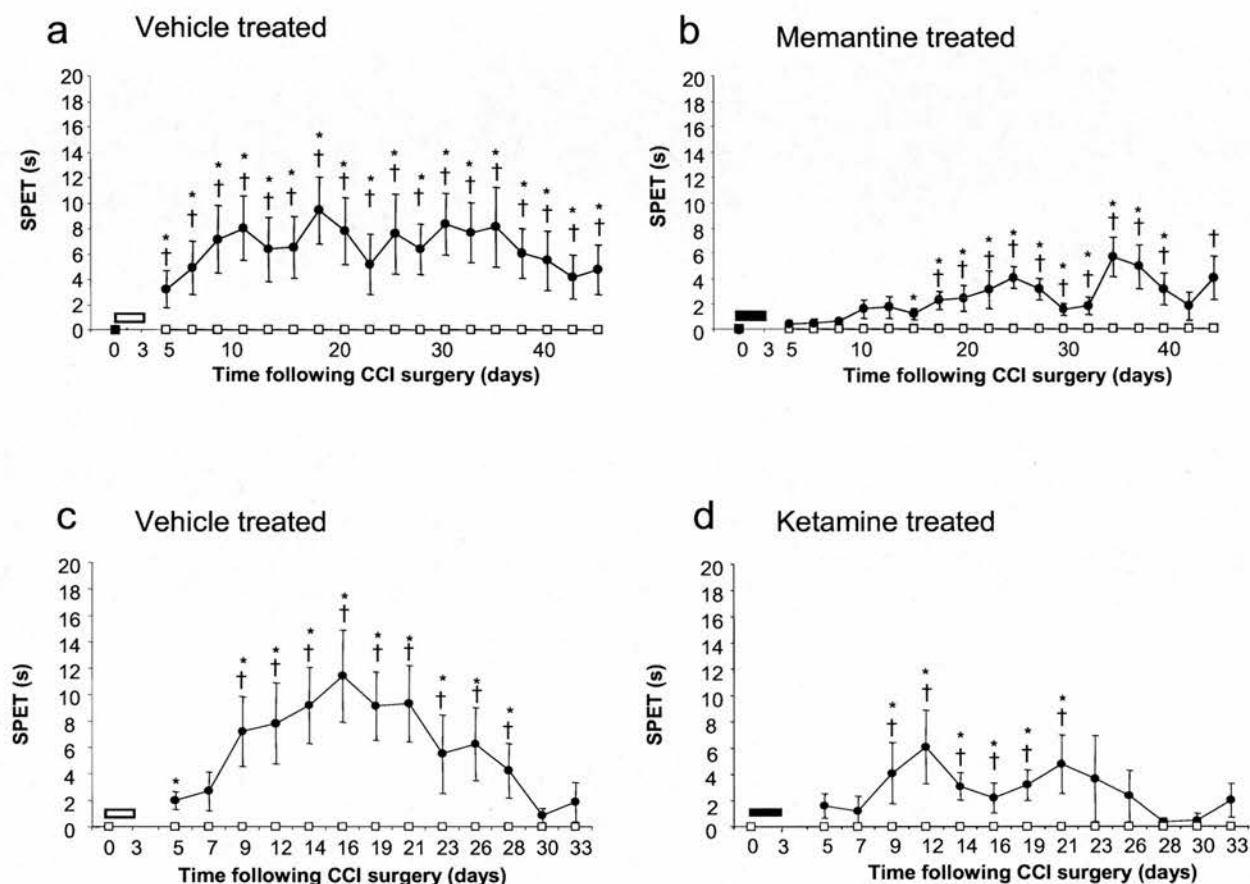 a Vehicle treated
20
18
16
14
12
10
8
6
4
2
0
SPET (s)
* * * * * * * * * * * * * * * * * *
† † † † † † † † † † † † † † † † † †
0 3 5 10 20 30 40
Time following CCI surgery (days)
b Memantine treated
20
18
16
14
12
10
8
6
4
2
0
SPET (s)
* * * * * * * * * * *
† † † † † † † † † † †
0 3 5 10 20 30 40
Time following CCI surgery (days)
c Vehicle treated
20
18
16
14
12
10
8
6
4
2
0
SPET (s)
* * * * * * * * * *
† † † † † † † † †
0 3 5 7 9 12 14 16 19 21 23 26 28 30 33
Time following CCI surgery (days)
d Ketamine treated
20
18
16
14
12
10
8
6
4
2
0
SPET (s)
* * * * * *
† † † † † †
0 3 5 7 9 12 14 16 19 21 23 26 28 30 33
Time following CCI surgery (days)